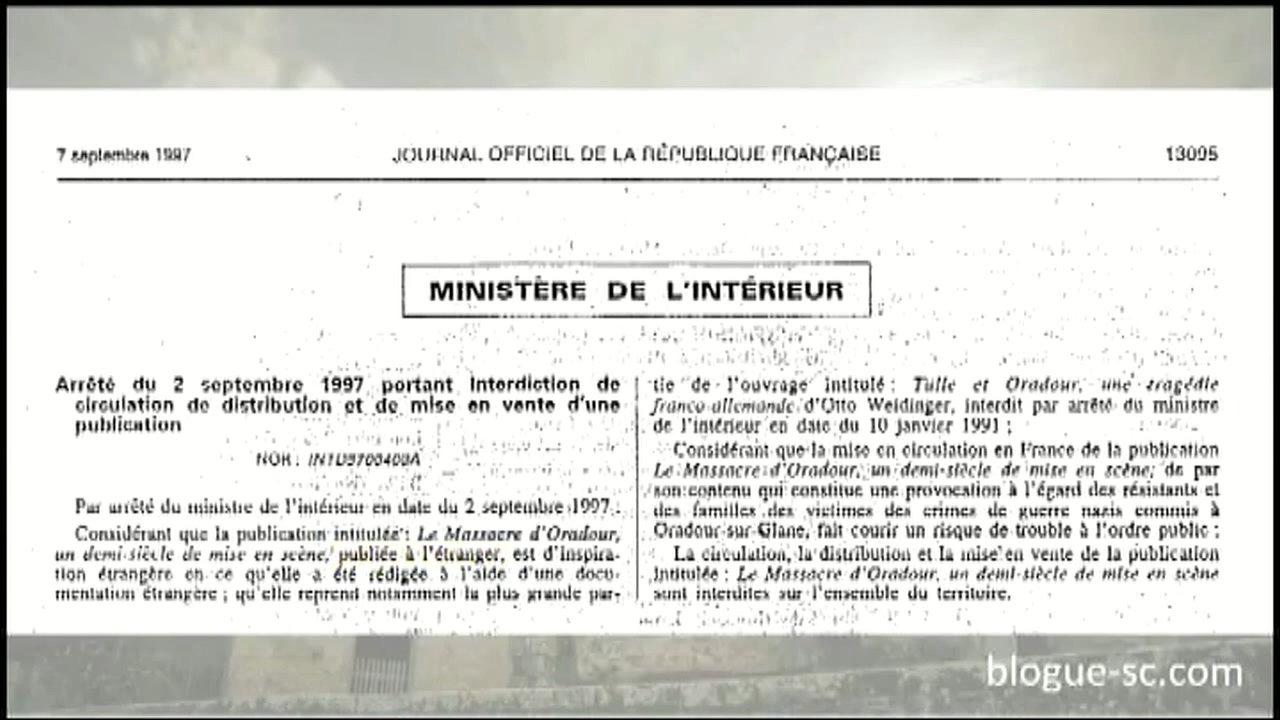 7 septembre 1997
JOURNAL OFFICIEL DE LA RÉPUBLIQUE FRANÇAISE
13095
MINISTÈRE DE L'INTÉRIEUR
Arrêté du 2 septembre 1997 portant interdiction de
circulation de distribution et de mise en vente d'une
publication
NOR :
Par arrêté du ministre de l'intérieur en date du 2 septembre 1997 :
Considérant que la publication intitulée : Le Massacre d'Oradour,
un demi-siècle de mise en scène, publiée à l'étranger, est d'inspira-
tion étrangère en ce qu'elle a été rédigée à l'aide d'une docu-
mentation étrangère ; qu'elle reprend notamment la plus grande par-
tie de l'ouvrage intitulé : Tulle et Oradour, une tragédie
franco-allemande d'Otto Weidinger, interdit par arrêté du ministre
de l'intérieur en date du 10 janvier 1991 ;
Considérant que la mise en circulation en France de la publication
Le Massacre d'Oradour, un demi-siècle de mise en scène, de par
son contenu qui constitue une provocation à l'égard des résistants et
des familles des victimes des crimes de guerre nazis commis à
Oradour-sur-Glane, fait courir un risque de trouble à l'ordre public :
La circulation, la distribution et la mise en vente de la publication
intitulée : Le Massacre d'Oradour, un demi-siècle de mise en scène
sont interdites sur l'ensemble du territoire.
blogue-sc.com